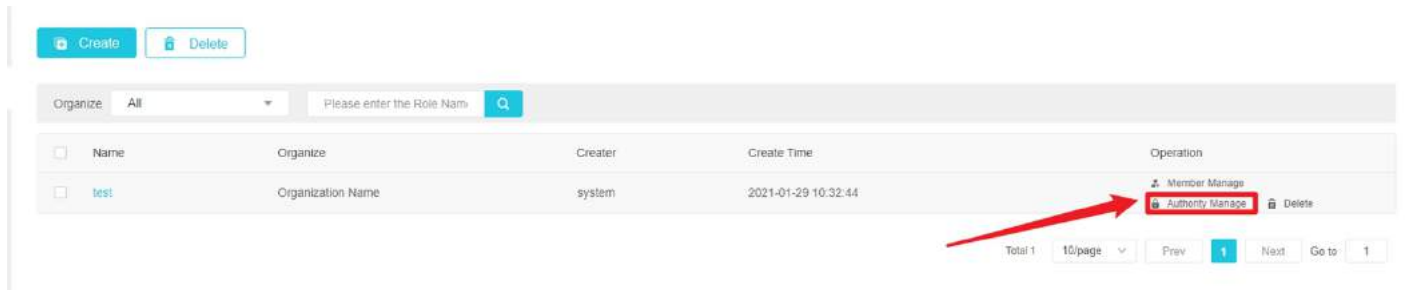 Create Delete
Organize All Please enter the Role Nam
Name Organize Creater Create Time Operation
test Organization Name system 2021-01-29 10:32:44 Member Manage
Authority Manage Delete
Total 1 10/page Prev 1 Next Go to 1